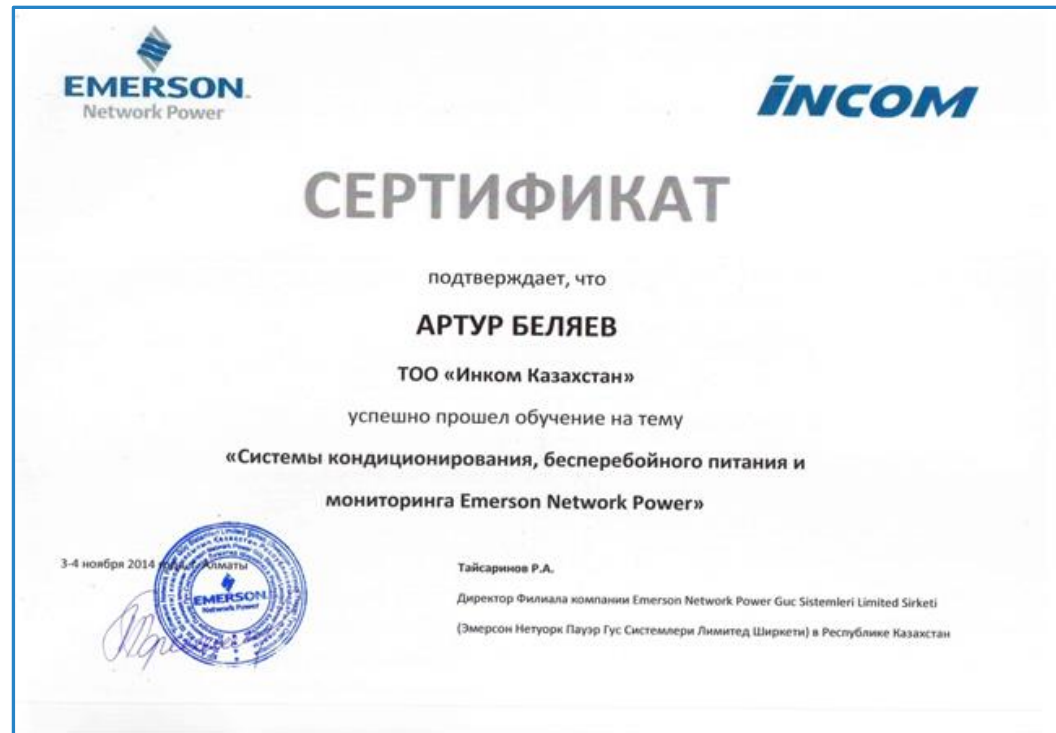 EMERSON
Network Power
INCOM
СЕРТИФИКАТ
подтверждает, что
АРТУР БЕЛЯЕВ
ТОО «Инком Казахстан»
успешно прошел обучение на тему
«Системы кондиционирования, бесперебойного питания и
мониторинга Emerson Network Power»
3-4 ноября 2014 года, г. Алматы
EMERSON
Network Power
Тайсаринов Р.А.
Директор Филиала компании Emerson Network Power Guc Sistemleri Limited Sirketi
(Эмерсон Нетуорк Пауэр Гус Системлери Лимитед Ширкети) в Республике Казахстан